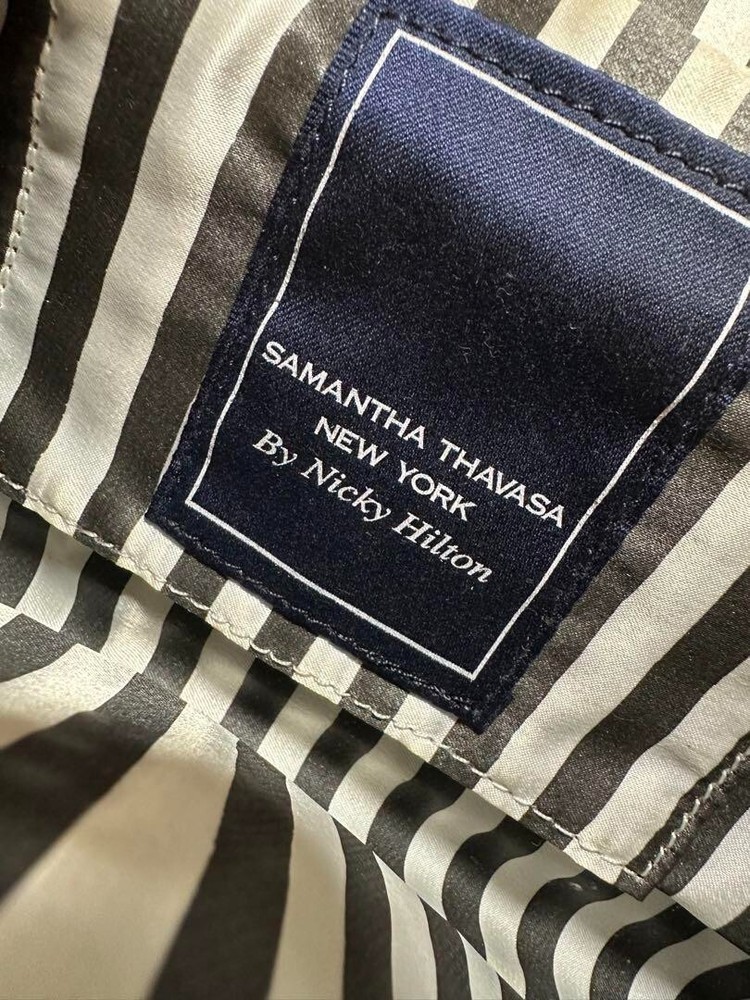 SAMANTHA THAVASA
NEW YORK
By Nicky Hilton